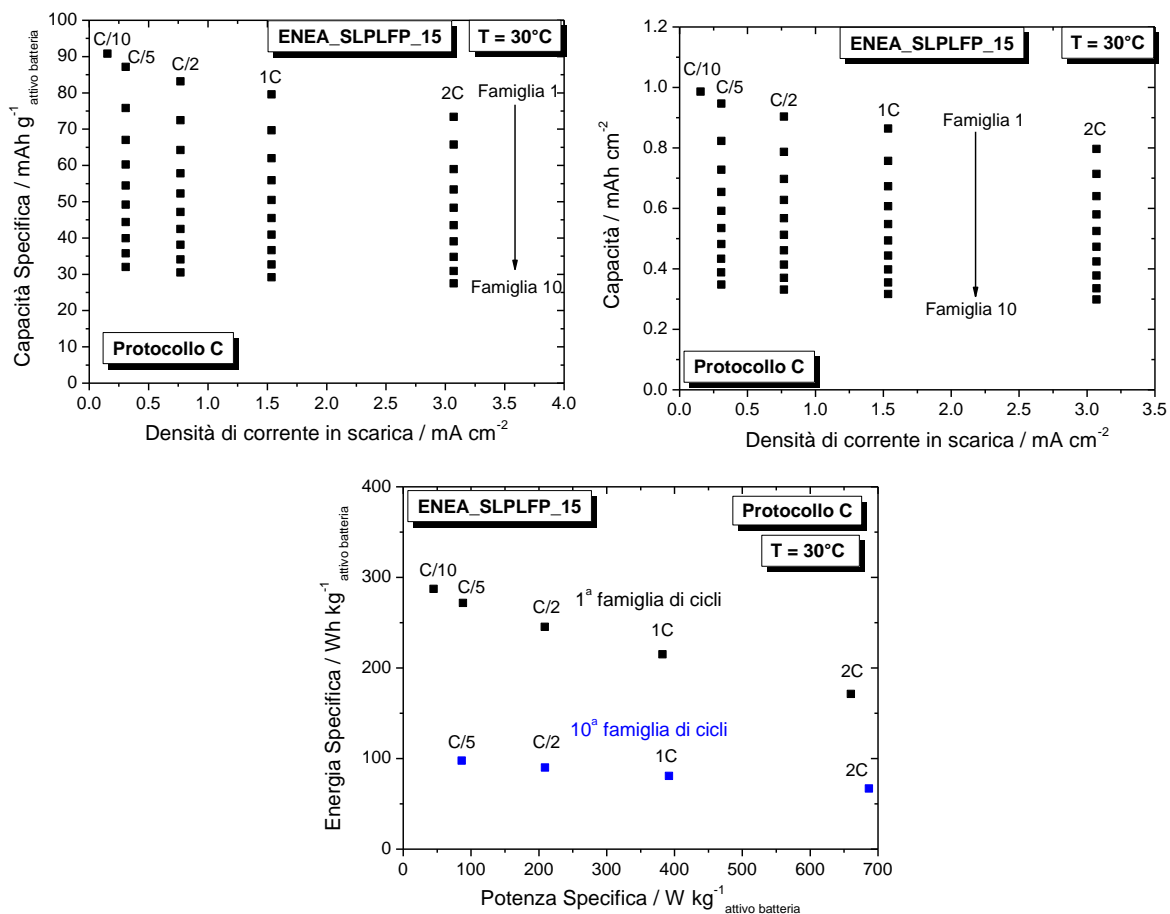 ENEA_SLPLFP_15
T = 30°C
C/10
C/5
C/2
1C
2C
Famiglia 1
Famiglia 10
Protocollo C
100
90
80
70
60
50
40
30
20
10
0
0.0 0.5 1.0 1.5 2.0 2.5 3.0 3.5 4.0
Capacità Specifica / mAh g⁻¹ attivo batteria
Densità di corrente in scarica / mA cm⁻²
ENEA_SLPLFP_15
T = 30°C
C/10
C/5
C/2
1C
2C
Famiglia 1
Famiglia 10
Protocollo C
1.2
1.0
0.8
0.6
0.4
0.2
0.0
0.0 0.5 1.0 1.5 2.0 2.5 3.0 3.5
Capacità / mAh cm⁻²
Densità di corrente in scarica / mA cm⁻²
ENEA_SLPLFP_15
Protocollo C
T = 30°C
C/10
C/5
C/2
1ª famiglia di cicli
1C
2C
10ª famiglia di cicli
C/5
C/2
1C
2C
400
300
200
100
0
0 100 200 300 400 500 600 700
Energia Specifica / Wh kg⁻¹ attivo batteria
Potenza Specifica / W kg⁻¹ attivo batteria